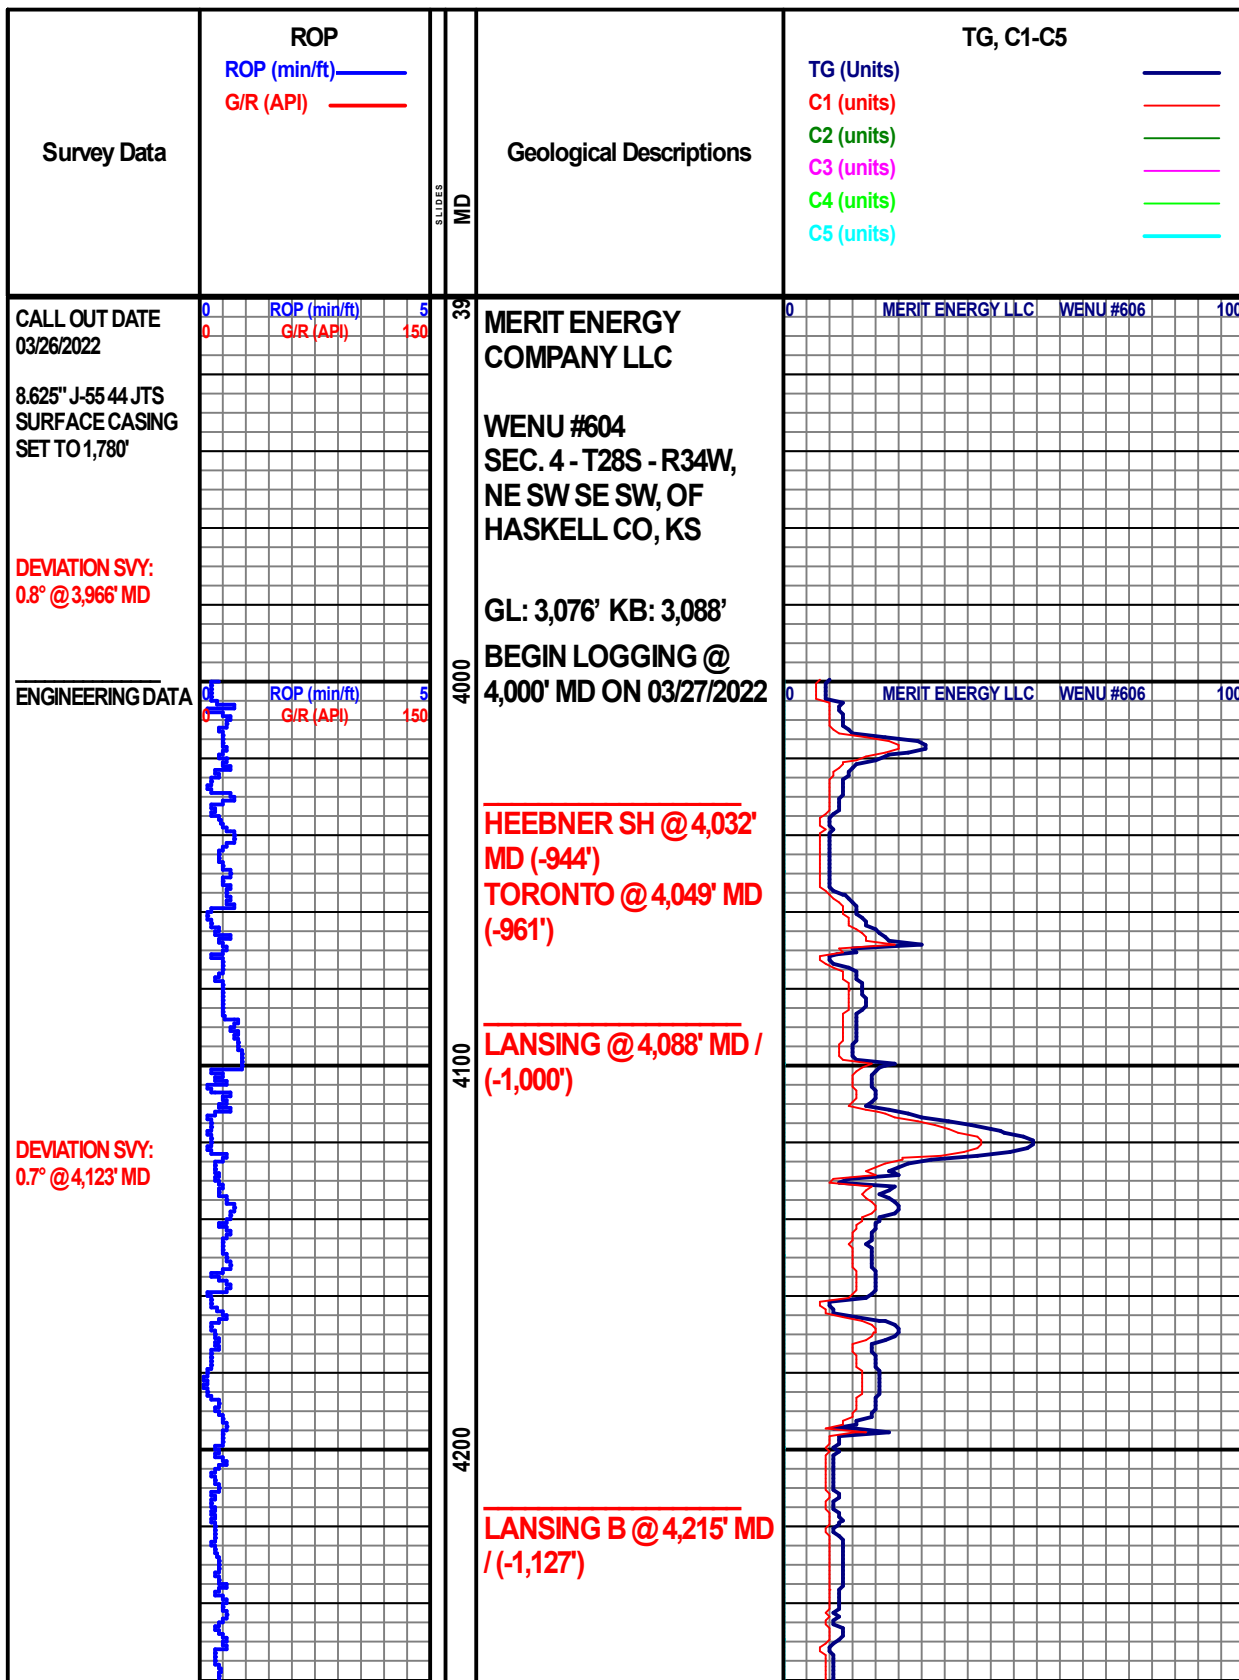 ROP
ROP (min/ft)
G/R (API)
Survey Data
SLIDES
MD
Geological Descriptions
TG, C1-C5
TG (Units)
C1 (units)
C2 (units)
C3 (units)
C4 (units)
C5 (units)
CALL OUT DATE
03/26/2022
8.625" J-55 44 JTS
SURFACE CASING
SET TO 1,780'
DEVIATION SVY:
0.8° @ 3,966' MD
ENGINEERING DATA
DEVIATION SVY:
0.7° @ 4,123' MD
0 ROP (min/ft) 5
0 G/R (API) 150
0 ROP (min/ft) 5
0 G/R (API) 150
39
4000
4100
4200
MERIT ENERGY
COMPANY LLC
WENU #604
SEC. 4 - T28S - R34W,
NE SW SE SW, OF
HASKELL CO, KS
GL: 3,076’ KB: 3,088’
BEGIN LOGGING @
4,000' MD ON 03/27/2022
HEEBNER SH @ 4,032'
MD (-944')
TORONTO @ 4,049' MD
(-961')
LANSING @ 4,088' MD /
(-1,000')
LANSING B @ 4,215' MD
/ (-1,127')
0 MERIT ENERGY LLC WENU #606 100
0 MERIT ENERGY LLC WENU #606 100